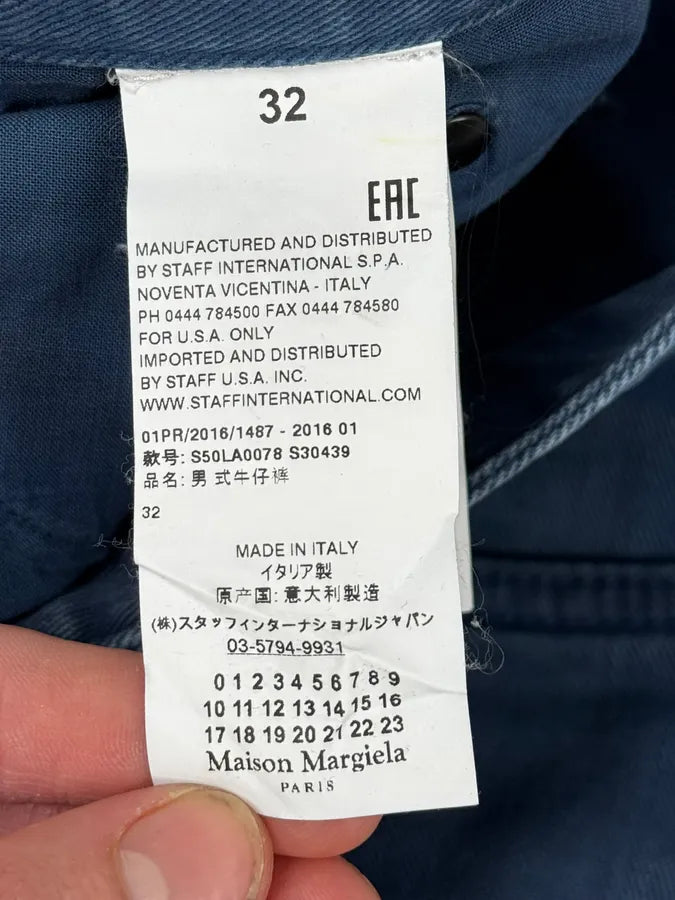 32
EAC
MANUFACTURED AND DISTRIBUTED
BY STAFF INTERNATIONAL S.P.A.
NOVENTA VICENTINA - ITALY
PH 0444 784500 FAX 0444 784580
FOR U.S.A. ONLY
IMPORTED AND DISTRIBUTED
BY STAFF U.S.A. INC.
WWW.STAFFINTERNATIONAL.COM
01PR/2016/1487 - 2016 01
款号: S50LA0078 S30439
品名: 男 式牛仔裤
32
MADE IN ITALY
イタリア製
原产国: 意大利製造
(株)スタッフインターナショナルジャパン
03-5794-9931
0 1 2 3 4 5 6 7 8 9
10 11 12 13 14 15 16
17 18 19 20 21 22 23
Maison Margiela
PARIS